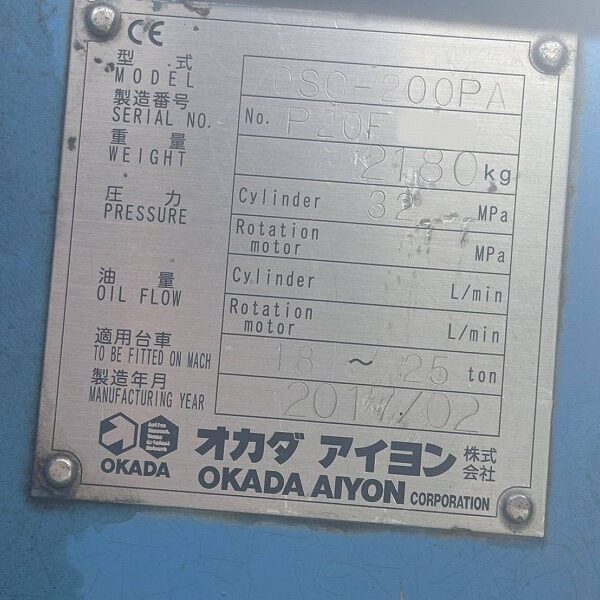 CE
型式 OSC-200PA
MODEL
製造番号 No. P20F
SERIAL NO.
重量 2180kg
WEIGHT
圧力 Cylinder 32 MPa
PRESSURE Rotation motor MPa
油量 Cylinder L/min
OIL FLOW Rotation motor L/min
適用台車 18 ~ 25 ton
TO BE FITTED ON MACH
製造年月
MANUFACTURING YEAR
OKADA オカダ アイヨン 株式会社
OKADA AIYON CORPORATION